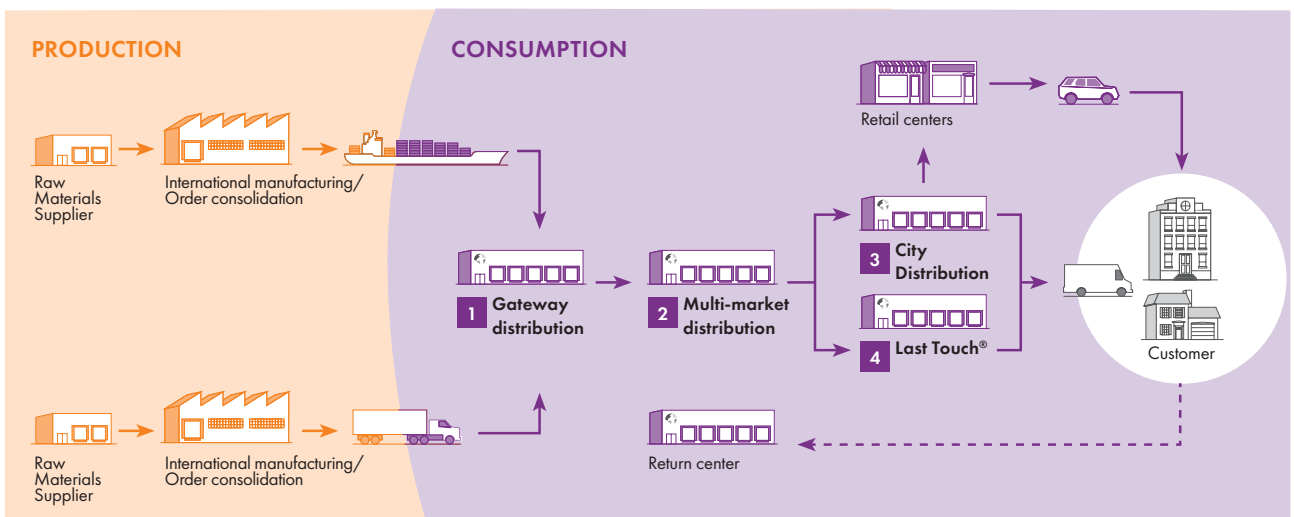 PRODUCTION
CONSUMPTION
Retail centers
Raw
Materials
Supplier
International manufacturing/
Order consolidation
1 Gateway
distribution
2 Multi-market
distribution
3 City
Distribution
4 Last Touch®
Customer
Raw
Materials
Supplier
International manufacturing/
Order consolidation
Return center